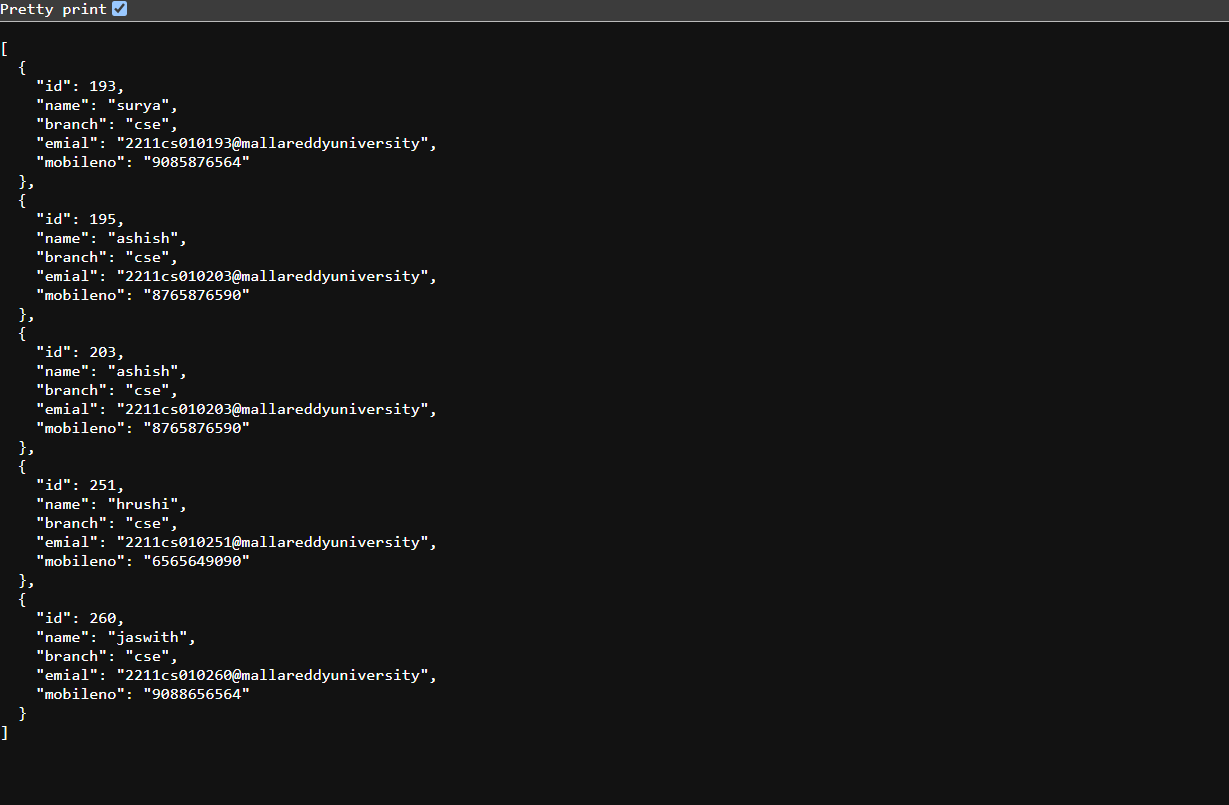 Pretty print
[
  {
    "id": 193,
    "name": "surya",
    "branch": "cse",
    "emial": "2211cs010193@mallareddyuniversity",
    "mobileno": "9085876564"
  },
  {
    "id": 195,
    "name": "ashish",
    "branch": "cse",
    "emial": "2211cs010203@mallareddyuniversity",
    "mobileno": "8765876590"
  },
  {
    "id": 203,
    "name": "ashish",
    "branch": "cse",
    "emial": "2211cs010203@mallareddyuniversity",
    "mobileno": "8765876590"
  },
  {
    "id": 251,
    "name": "hrushi",
    "branch": "cse",
    "emial": "2211cs010251@mallareddyuniversity",
    "mobileno": "6565649090"
  },
  {
    "id": 260,
    "name": "jaswith",
    "branch": "cse",
    "emial": "2211cs010260@mallareddyuniversity",
    "mobileno": "9088656564"
  }
]